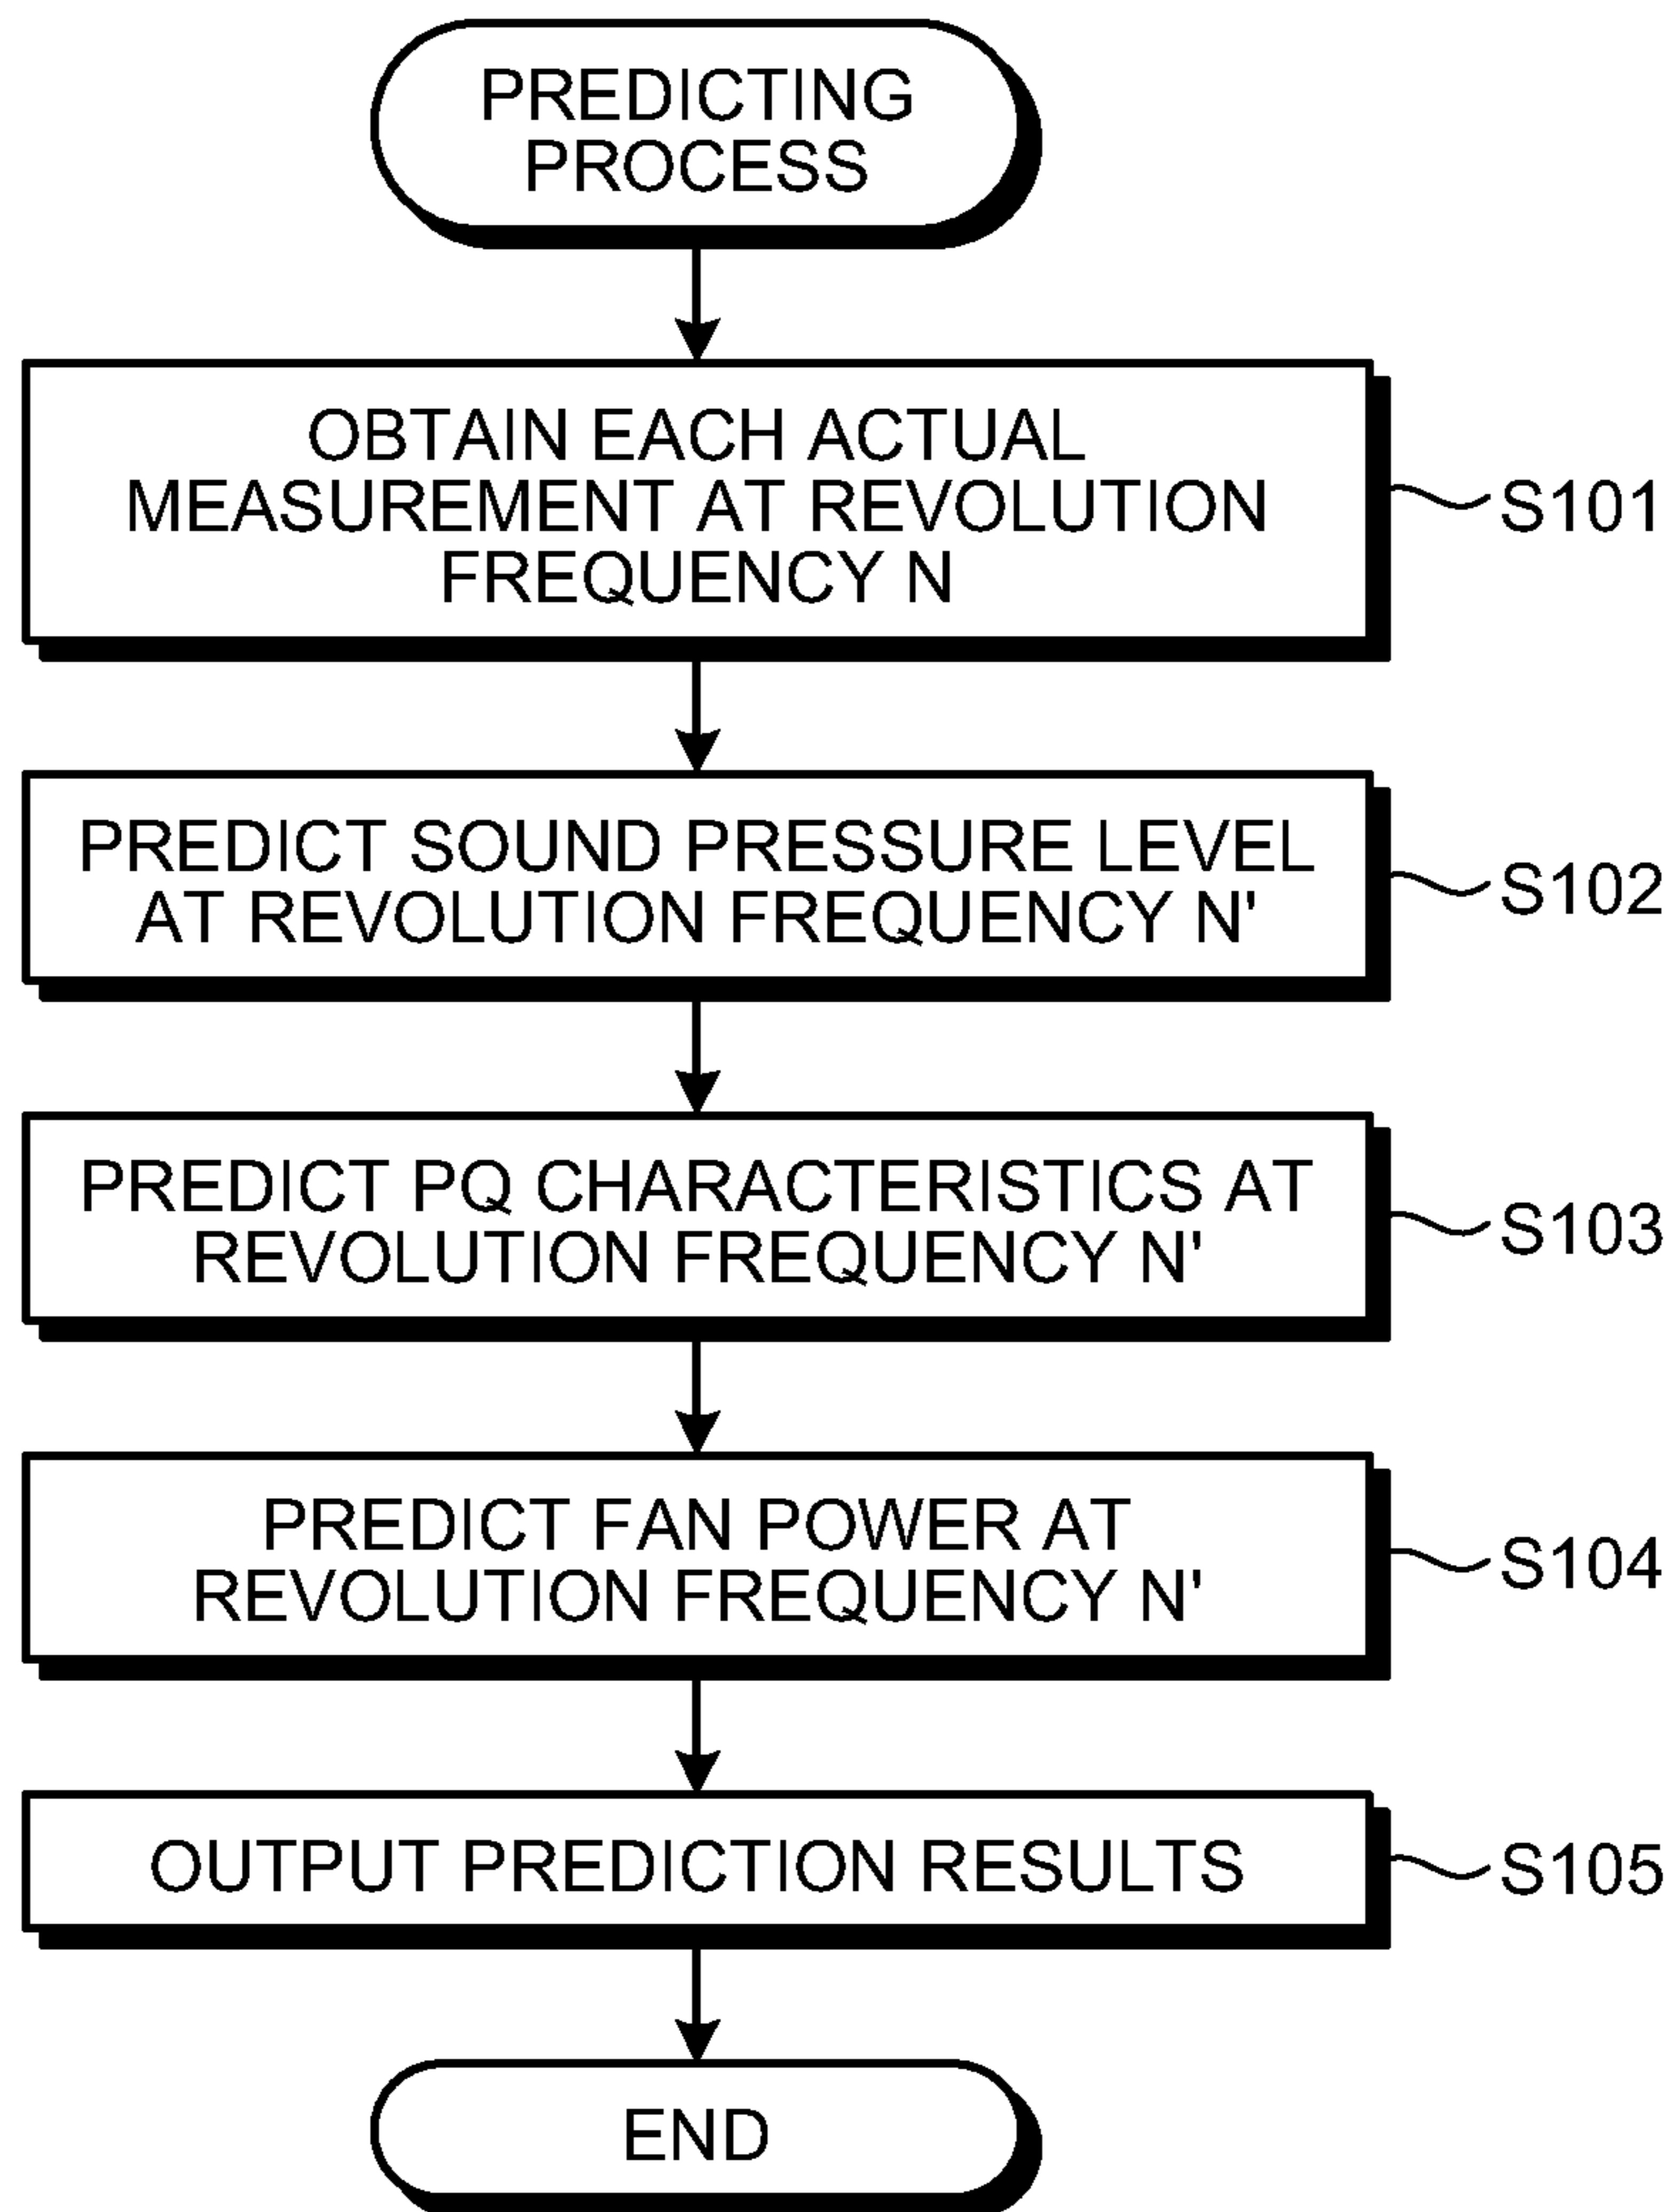 PREDICTING
PROCESS
OBTAIN EACH ACTUAL
MEASUREMENT AT REVOLUTION
FREQUENCY N
S101
PREDICT SOUND PRESSURE LEVEL
AT REVOLUTION FREQUENCY N'
S102
PREDICT PQ CHARACTERISTICS AT
REVOLUTION FREQUENCY N'
S103
PREDICT FAN POWER AT
REVOLUTION FREQUENCY N'
S104
OUTPUT PREDICTION RESULTS
S105
END